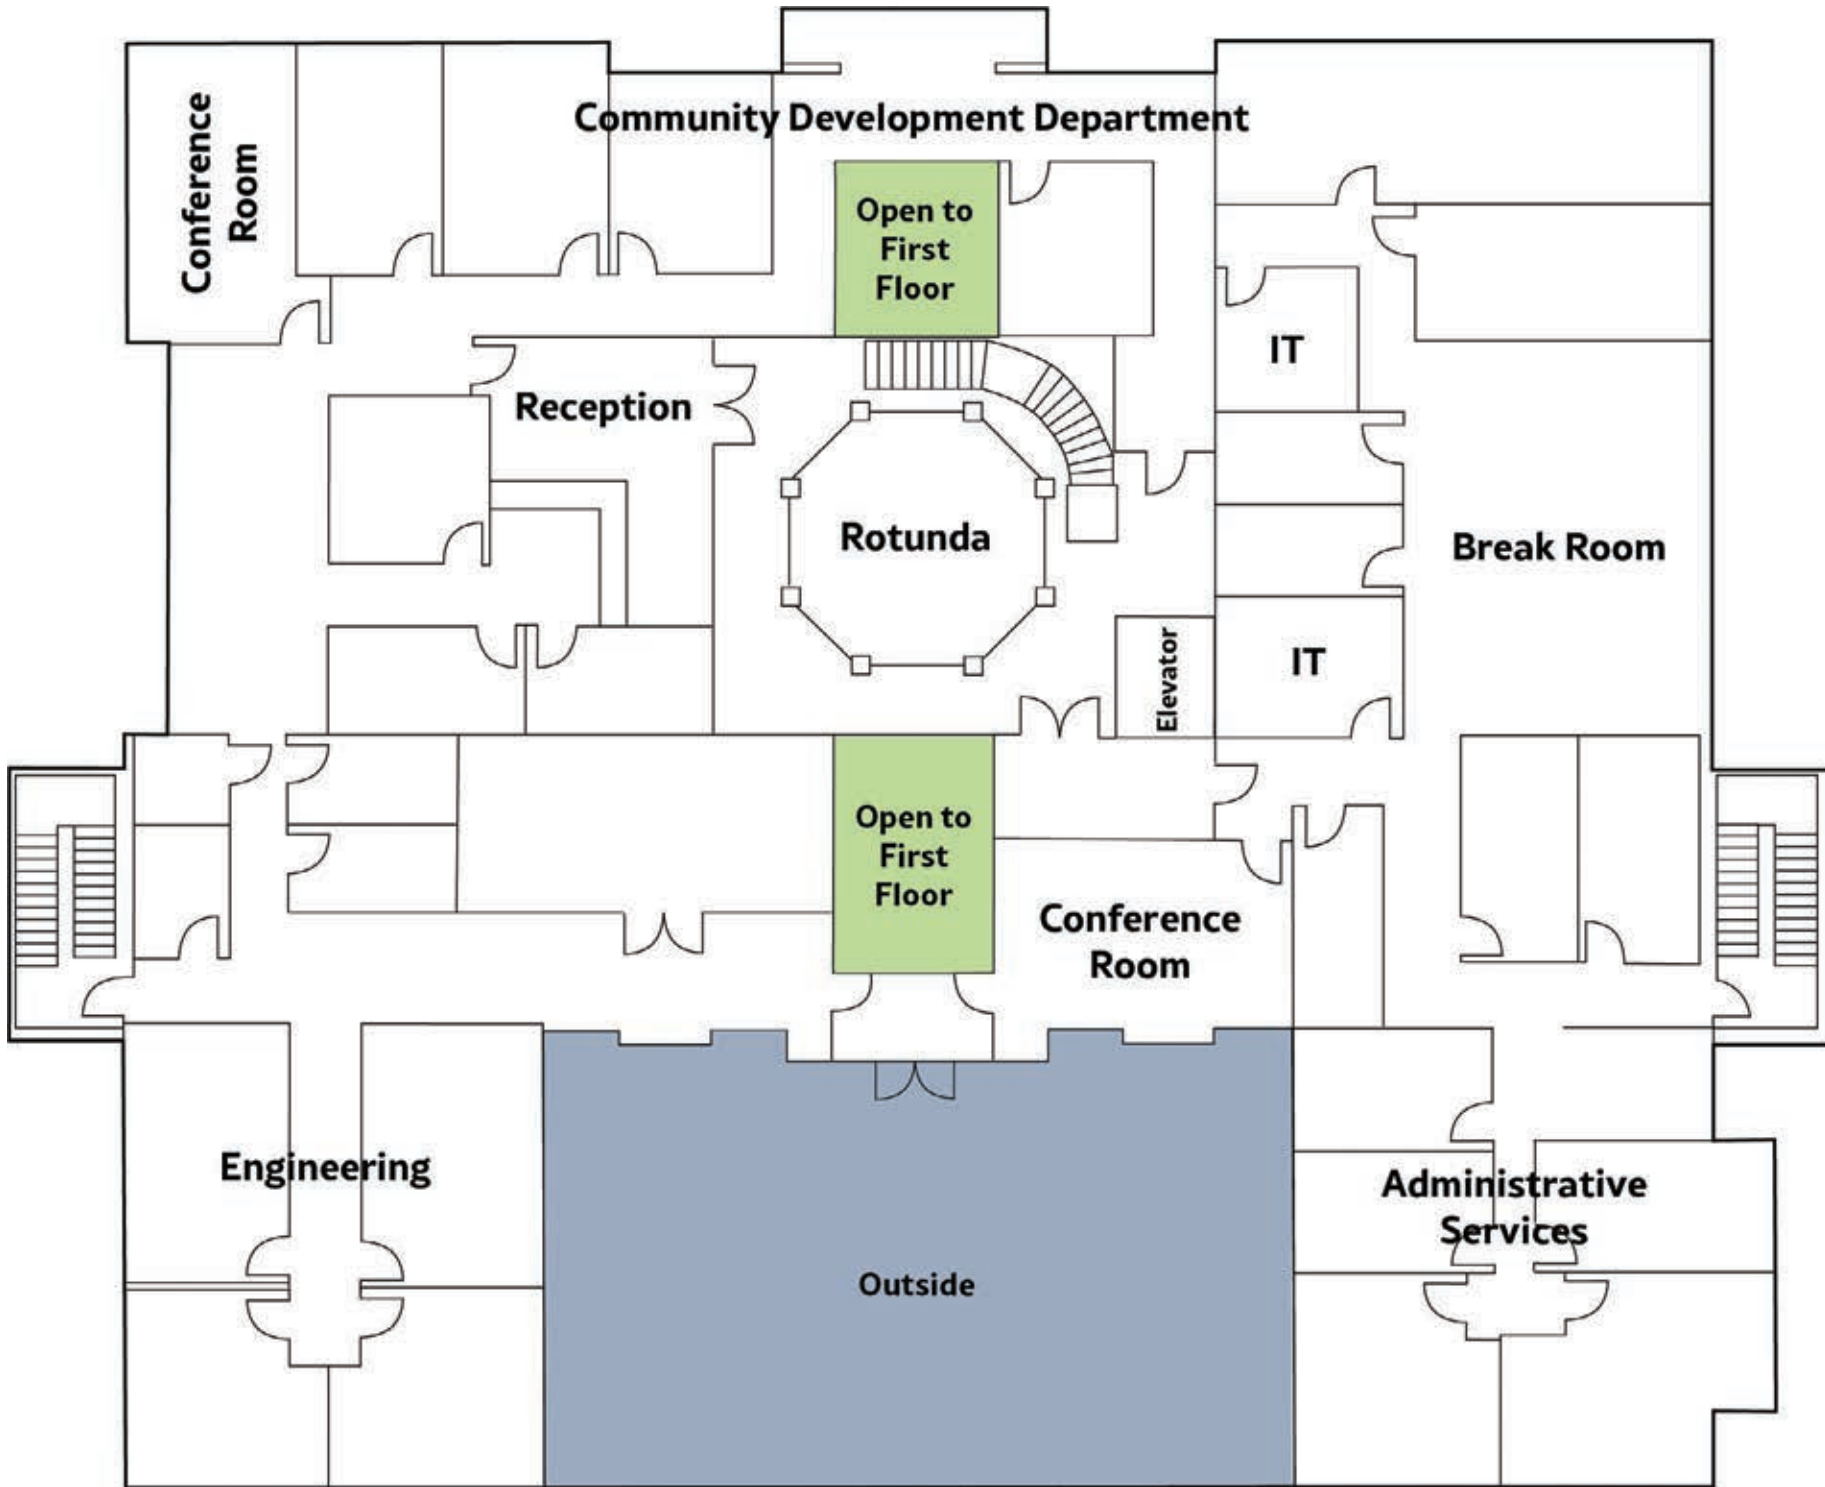 Community Development Department
Conference
Room
Open to
First
Floor
IT
Reception
Rotunda
Break Room
Elevator
IT
Open to
First
Floor
Conference
Room
Engineering
Administrative
Services
Outside